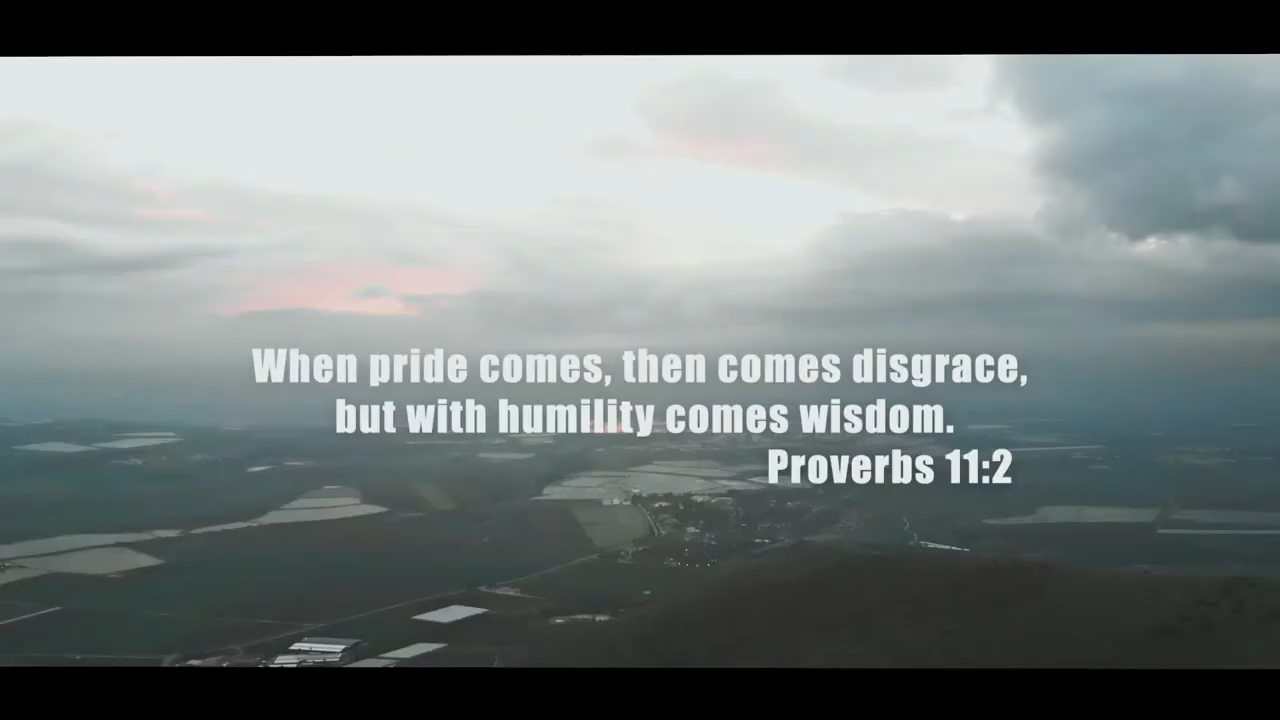 When pride comes, then comes disgrace,
but with humility comes wisdom.
Proverbs 11:2